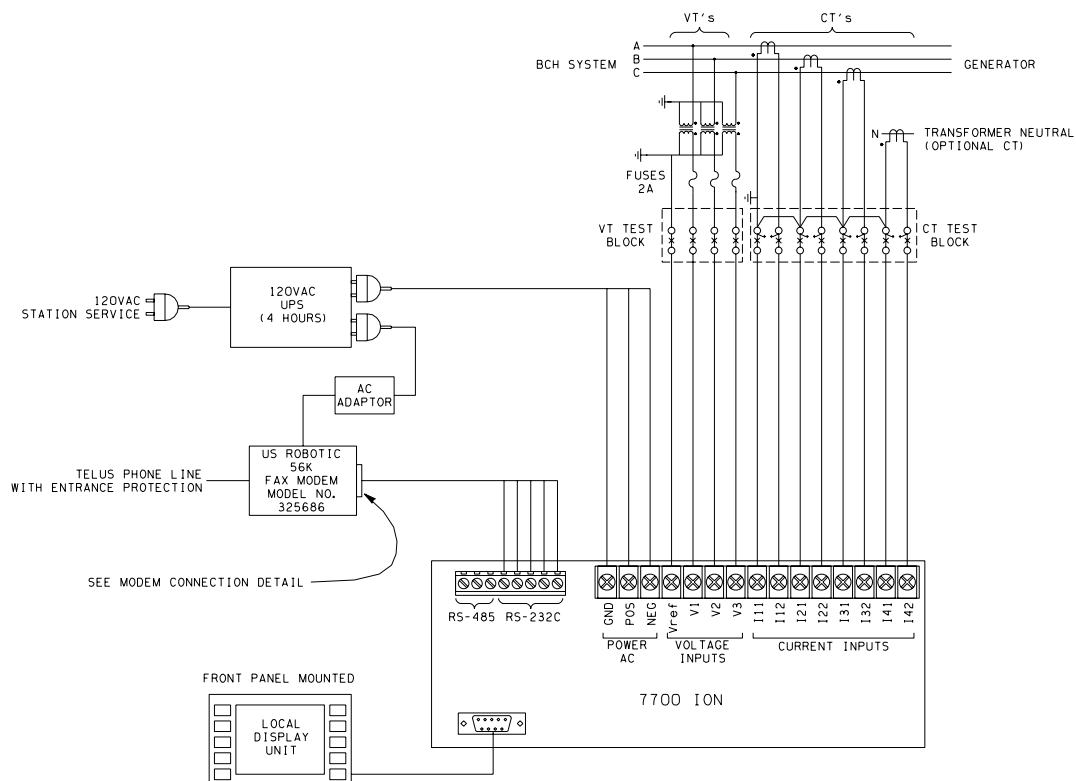 VT's
CT's
A
B
C
BCH SYSTEM
GENERATOR
N
TRANSFORMER NEUTRAL
(OPTIONAL CT)
FUSES
2A
VT TEST
BLOCK
CT TEST
BLOCK
120VAC
STATION SERVICE
120VAC
UPS
(4 HOURS)
AC
ADAPTOR
TELUS PHONE LINE
WITH ENTRANCE PROTECTION
US ROBOTIC
56K
FAX MODEM
MODEL NO.
325686
SEE MODEM CONNECTION DETAIL
RS-485
RS-232C
GND
POS
NEG
Vref
V1
V2
V3
I11
I12
I21
I22
I31
I32
I41
I42
POWER
AC
VOLTAGE
INPUTS
CURRENT INPUTS
7700 ION
FRONT PANEL MOUNTED
LOCAL
DISPLAY
UNIT